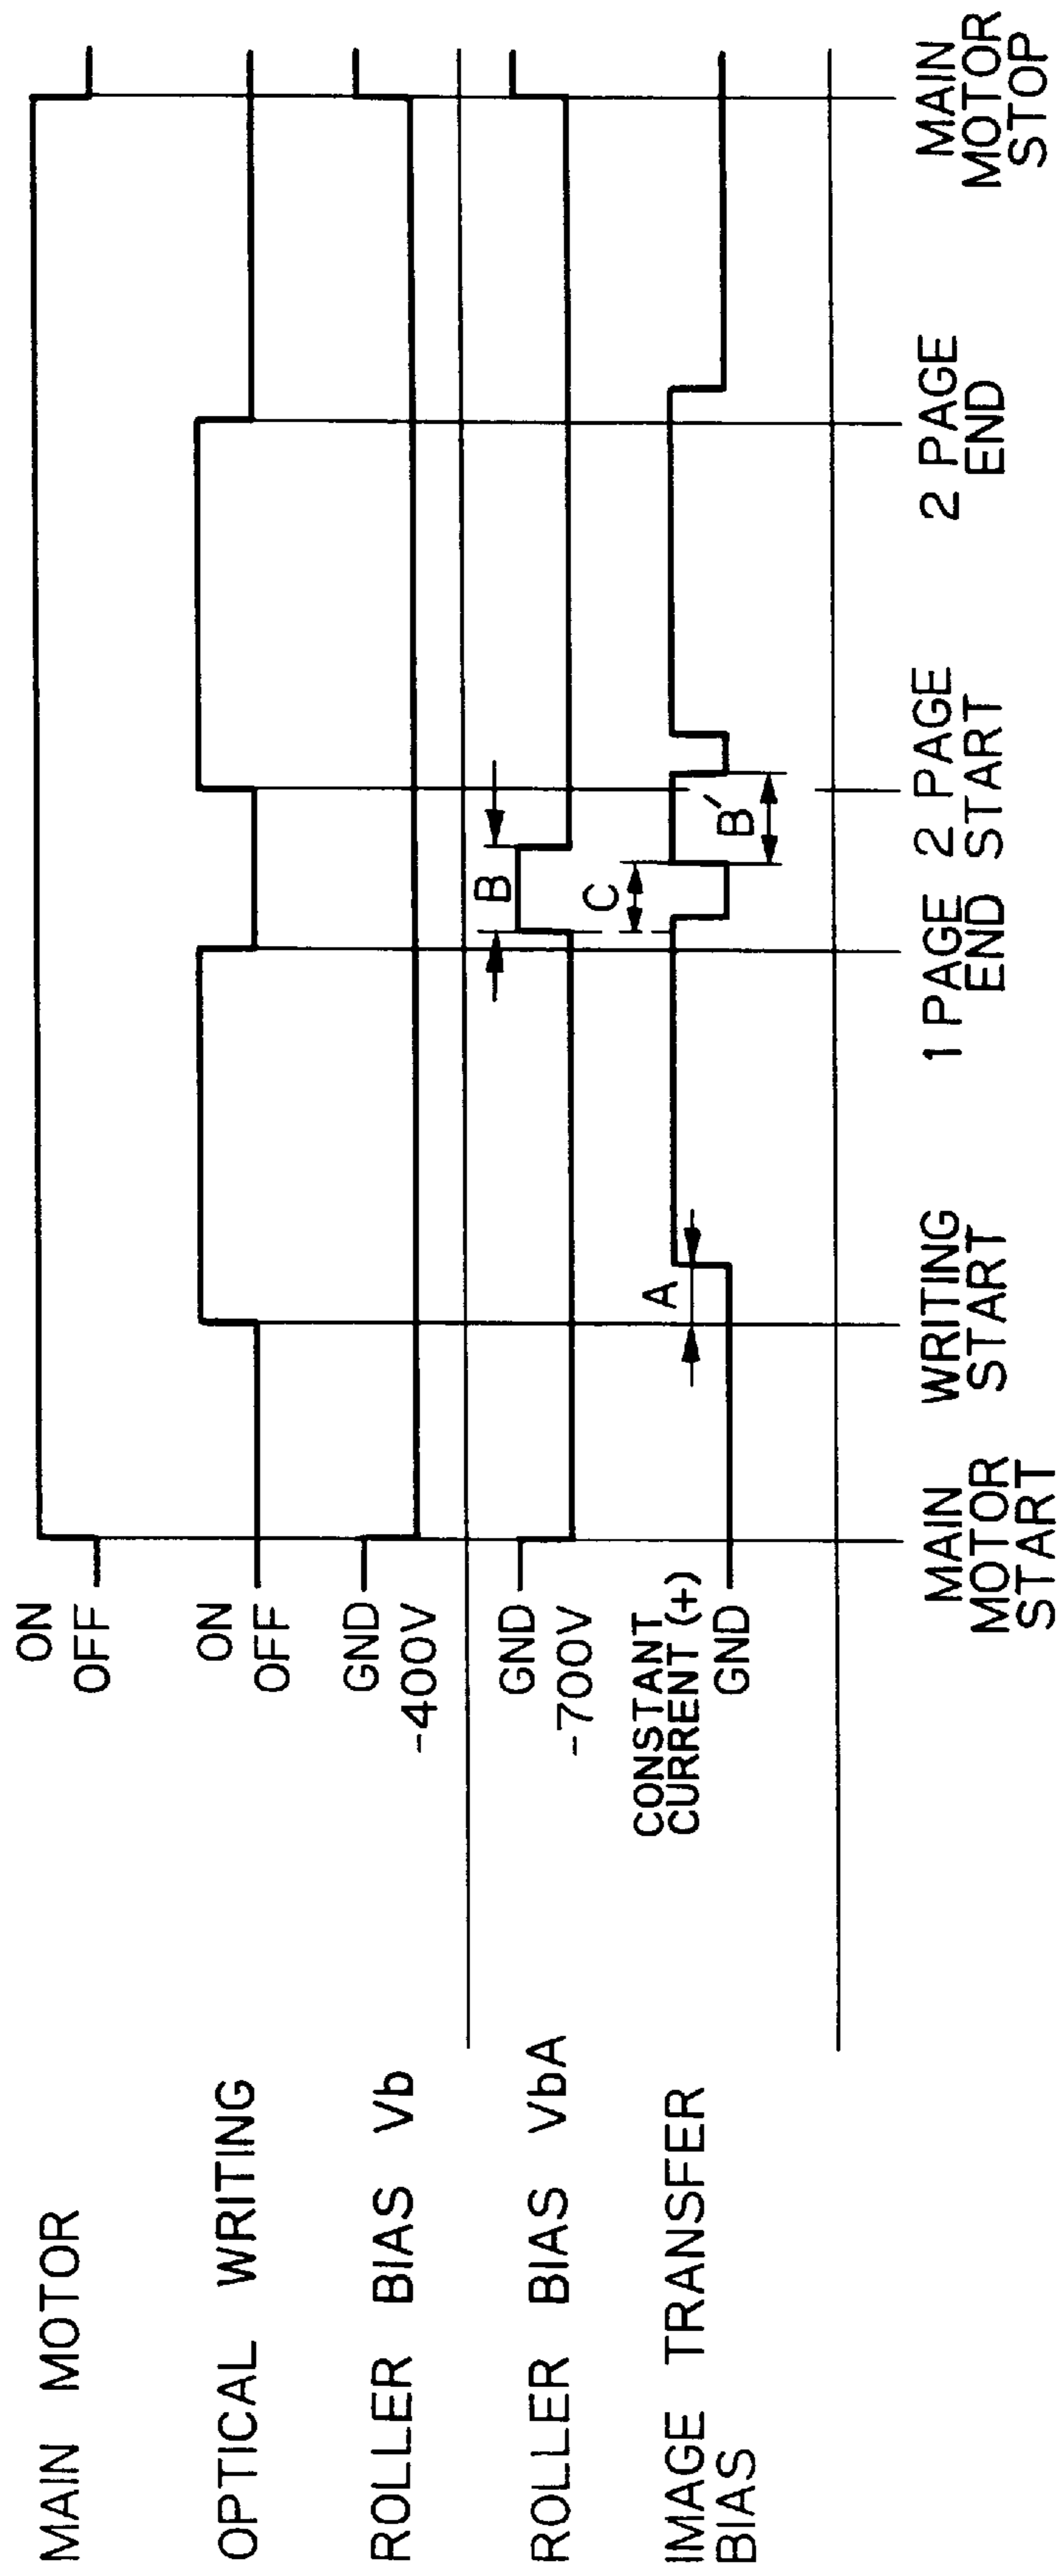 MAIN MOTOR
ON
OFF
OPTICAL WRITING
ON
OFF
ROLLER BIAS Vb
GND
-400V
ROLLER BIAS VbA
GND
-700V
B
C
IMAGE TRANSFER
BIAS
CONSTANT
CURRENT (+)
GND
A
B′
MAIN
MOTOR
START
WRITING
START
1 PAGE
END
2 PAGE
START
2 PAGE
END
MAIN
MOTOR
STOP